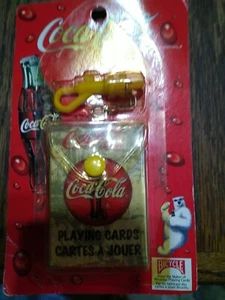 Coca-Cola
Coca-Cola
Coca-Cola
PLAYING CARDS
CARTES À JOUER
BICYCLE